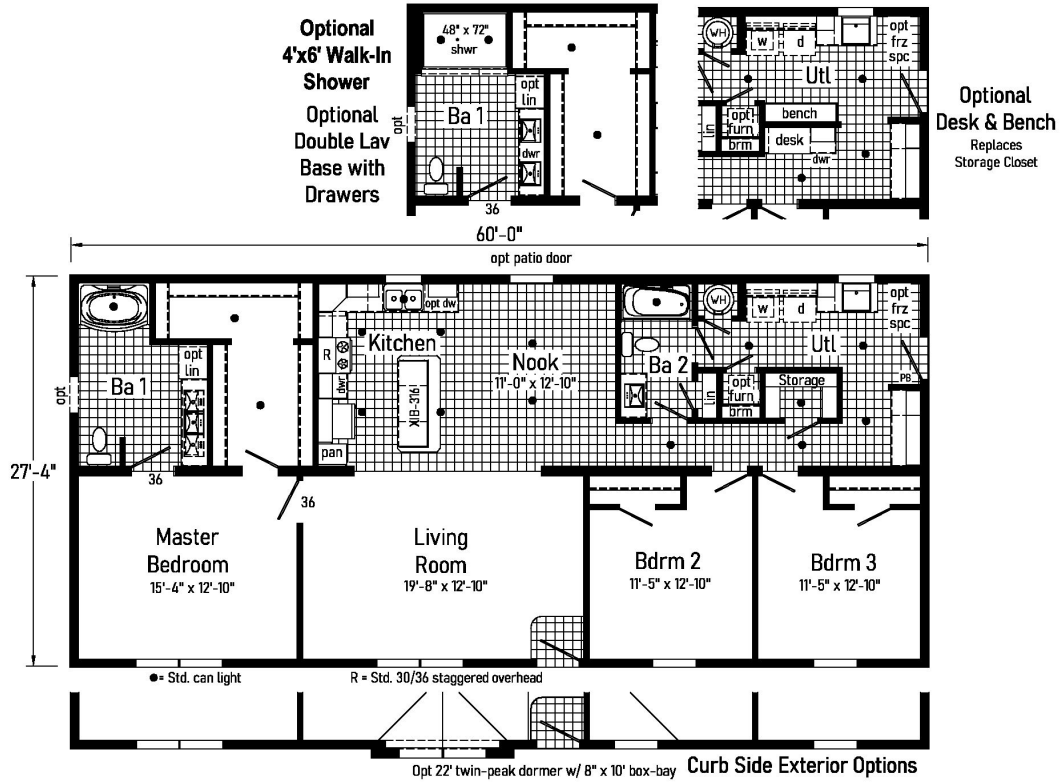 Optional
4'x6' Walk-In
Shower
Optional
Double Lav
Base with
Drawers
48" x 72"
shwr
opt
lin
Ba 1
opt
dwr
36
WH
w
d
opt
frz
spc
Utl
lin
opt
furn
brm
bench
desk
dwr
Optional
Desk & Bench
Replaces
Storage Closet
60'-0"
opt patio door
27'-4"
opt
Ba 1
opt
lin
36
36
Kitchen
opt dw
R
dwr
KIB-316
pan
Nook
11'-0" x 12'-10"
Ba 2
lin
WH
w
d
opt
frz
spc
Utl
PB
opt
furn
brm
Storage
Master
Bedroom
15'-4" x 12'-10"
Living
Room
19'-8" x 12'-10"
Bdrm 2
11'-5" x 12'-10"
Bdrm 3
11'-5" x 12'-10"
= Std. can light
R = Std. 30/36 staggered overhead
Opt 22' twin-peak dormer w/ 8" x 10' box-bay
Curb Side Exterior Options